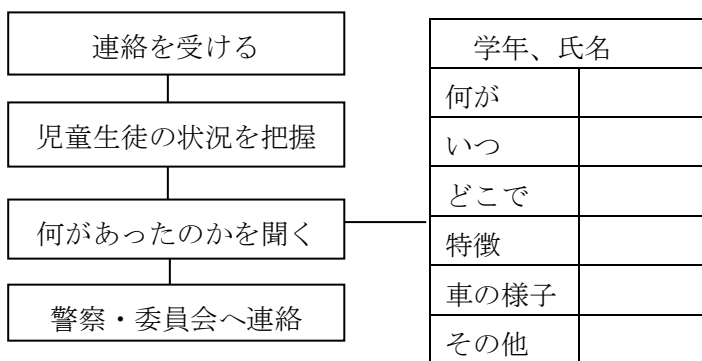 連絡を受ける
児童生徒の状況を把握
何があったのかを聞く
警察・委員会へ連絡
学年、氏名
何が
いつ
どこで
特徴
車の様子
その他